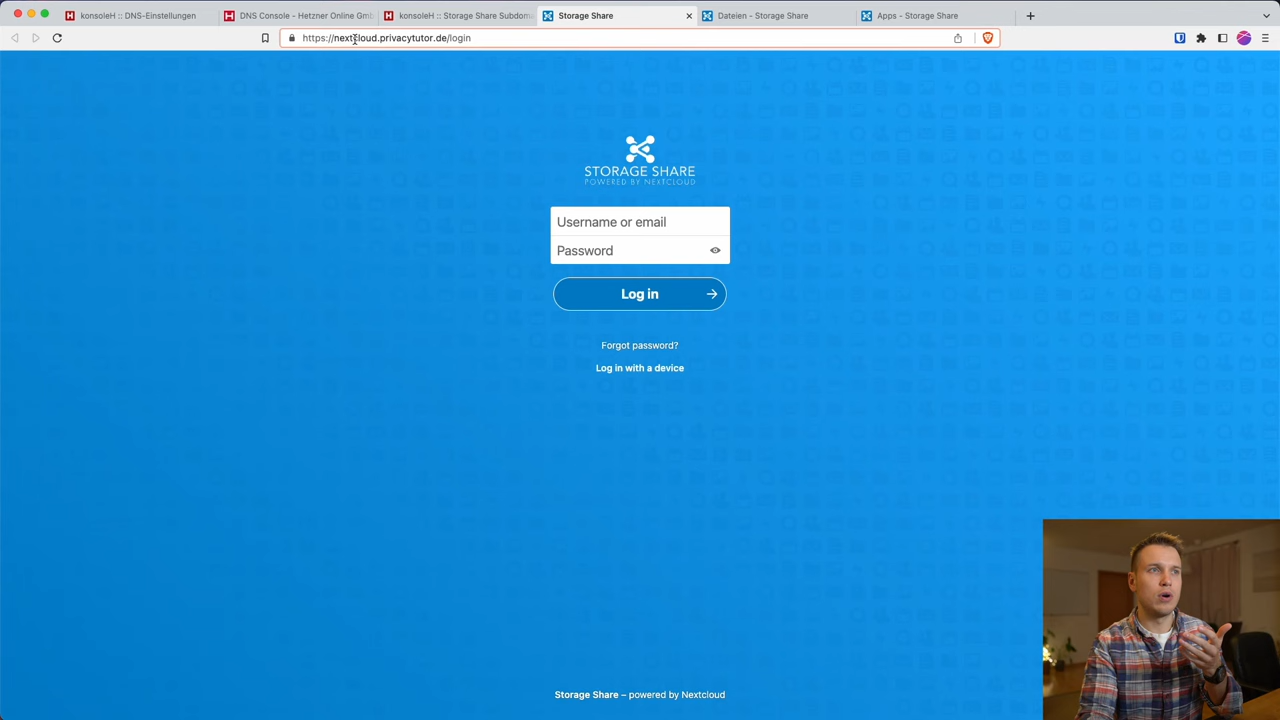 konsoleH :: DNS-Einstellungen
DNS Console - Hetzner Online Gmb
konsoleH :: Storage Share Subdom
Storage Share
Dateien - Storage Share
Apps - Storage Share
https://nextcloud.privacytutor.de/login
STORAGE SHARE
POWERED BY NEXTCLOUD
Username or email
Password
Log in
Forgot password?
Log in with a device
Storage Share – powered by Nextcloud